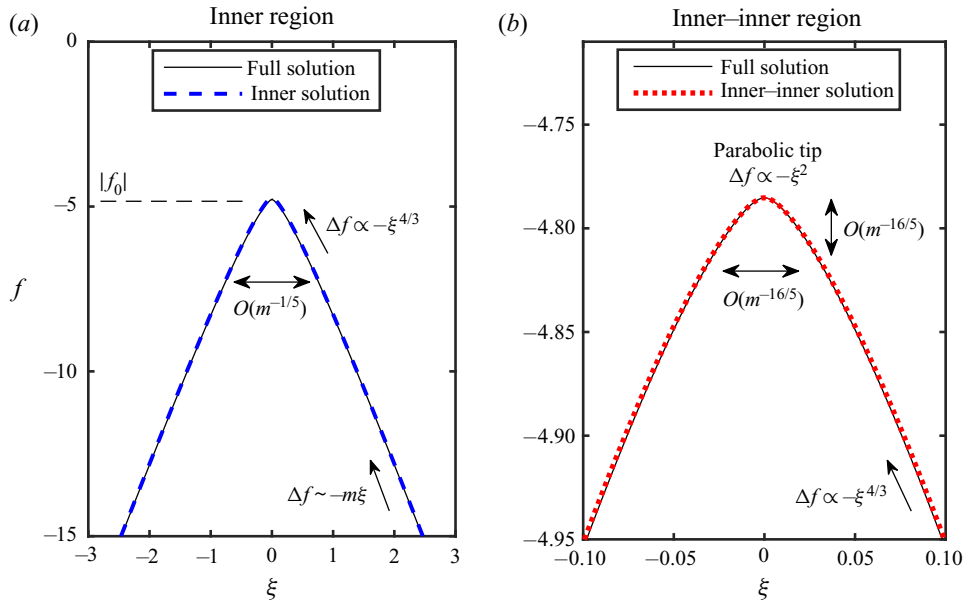 Inner region
(a)
0
Full solution
Inner solution
|f₀|
−5
Δf ∝ −ξ^{4/3}
f
O(m^{−1/5})
−10
Δf ~ −mξ
−15
−3 −2 −1 0 1 2 3
ξ
Inner–inner region
(b)
Full solution
Inner–inner solution
−4.75
Parabolic tip
Δf ∝ −ξ²
−4.80
O(m^{−16/5})
O(m^{−16/5})
−4.85
−4.90
Δf ∝ −ξ^{4/3}
−4.95
−0.10 −0.05 0 0.05 0.10
ξ